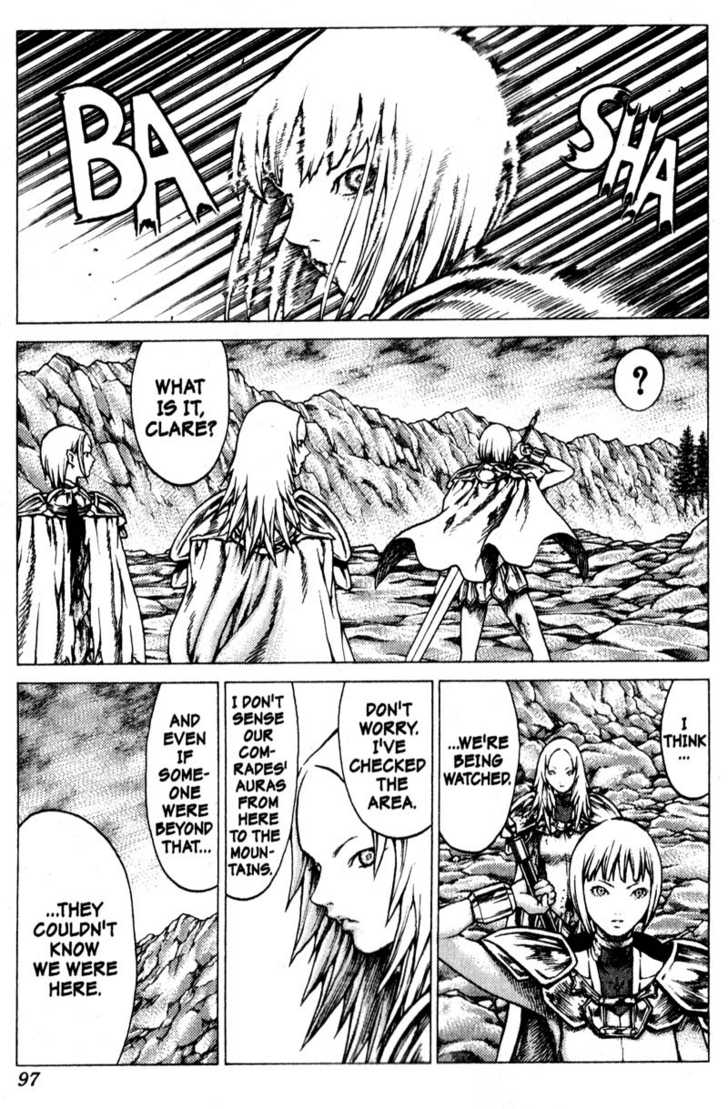 BA
SHA
WHAT
IS IT,
CLARE?
?
I
THINK
...
...WE'RE
BEING
WATCHED.
DON'T
WORRY.
I'VE
CHECKED
THE
AREA.
I DON'T
SENSE
OUR
COM-
RADES'
AURAS
FROM
HERE
TO THE
MOUN-
TAINS.
AND
EVEN
IF
SOME-
ONE
WERE
BEYOND
THAT...
...THEY
COULDN'T
KNOW
WE WERE
HERE.
97